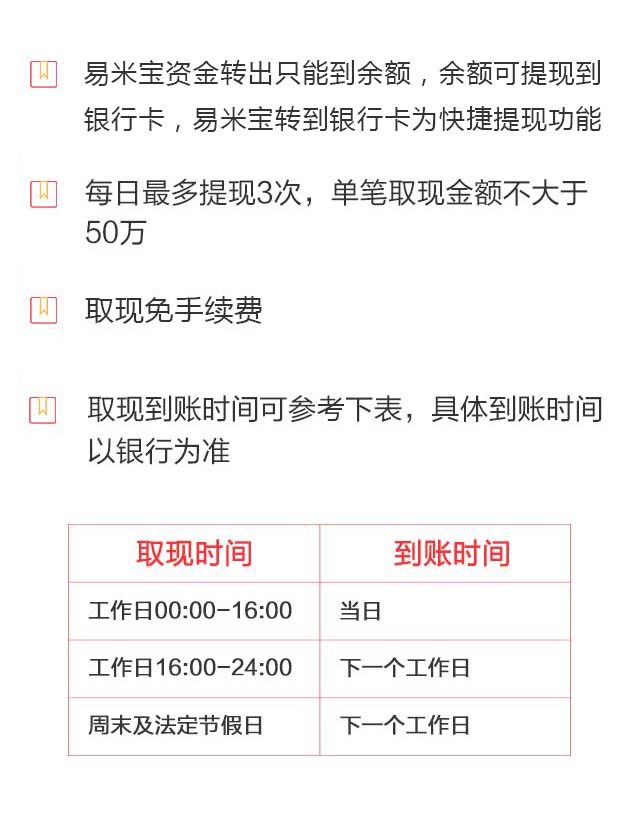 易米宝资金转出只能到余额，余额可提现到
银行卡，易米宝转到银行卡为快捷提现功能
每日最多提现3次，单笔取现金额不大于
50万
取现免手续费
取现到账时间可参考下表，具体到账时间
以银行为准
取现时间 到账时间
工作日00:00-16:00 当日
工作日16:00-24:00 下一个工作日
周末及法定节假日 下一个工作日